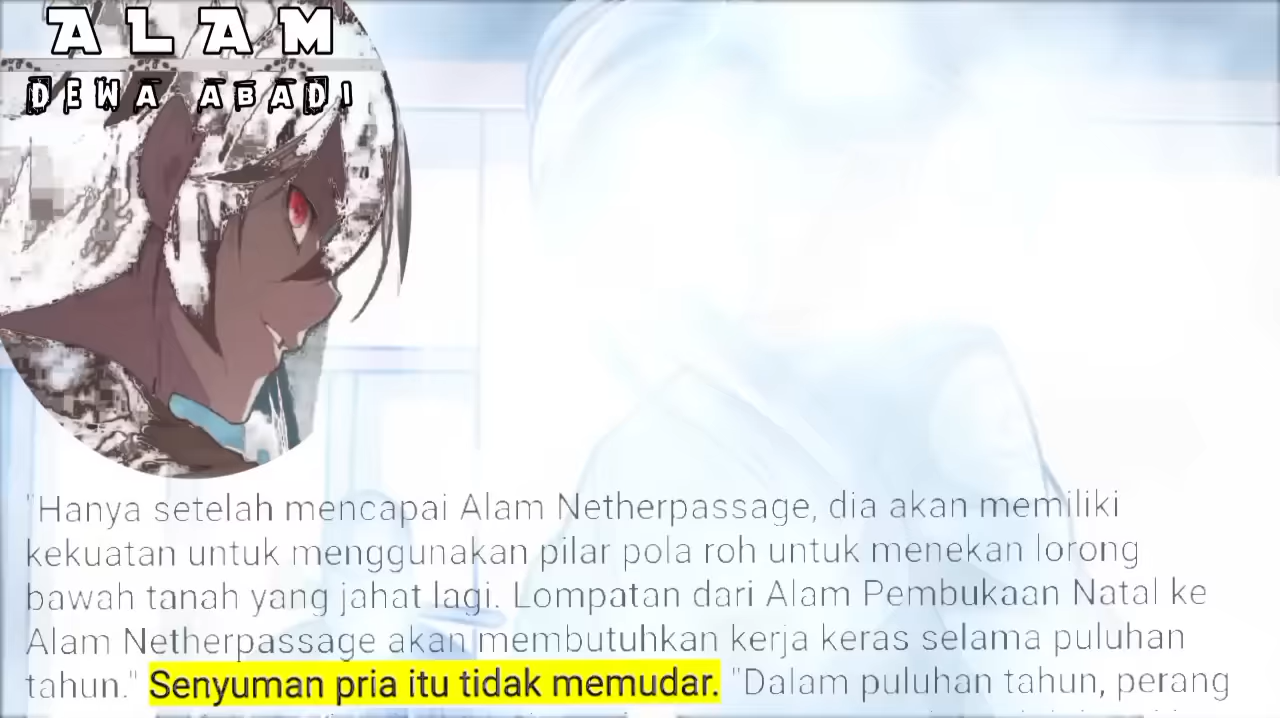 ALAM
DEWA ABADI
"Hanya setelah mencapai Alam Netherpassage, dia akan memiliki
kekuatan untuk menggunakan pilar pola roh untuk menekan lorong
bawah tanah yang jahat lagi. Lompatan dari Alam Pembukaan Natal ke
Alam Netherpassage akan membutuhkan kerja keras selama puluhan
tahun." Senyuman pria itu tidak memudar. "Dalam puluhan tahun, perang